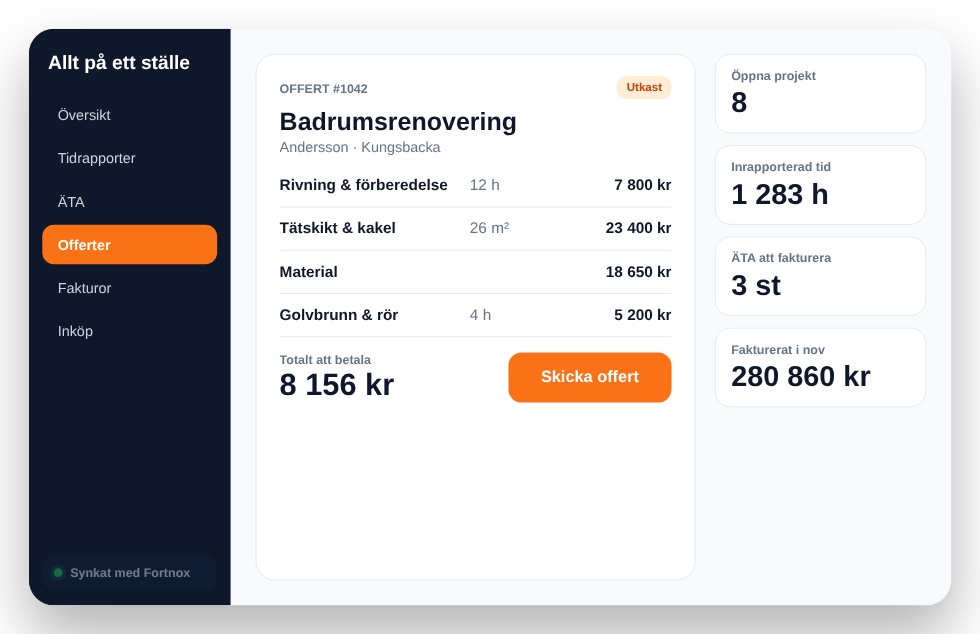 Allt på ett ställe
Översikt
Tidrapporter
ÄTA
Offerter
Fakturor
Inköp
Synkat med Fortnox
OFFERT #1042
Utkast
Badrumsrenovering
Andersson · Kungsbacka
Rivning & förberedelse 12 h 7 800 kr
Tätskikt & kakel 26 m² 23 400 kr
Material 18 650 kr
Golvbrunn & rör 4 h 5 200 kr
Totalt att betala
8 156 kr
Skicka offert
Öppna projekt
8
Inrapporterad tid
1 283 h
ÄTA att fakturera
3 st
Fakturerat i nov
280 860 kr